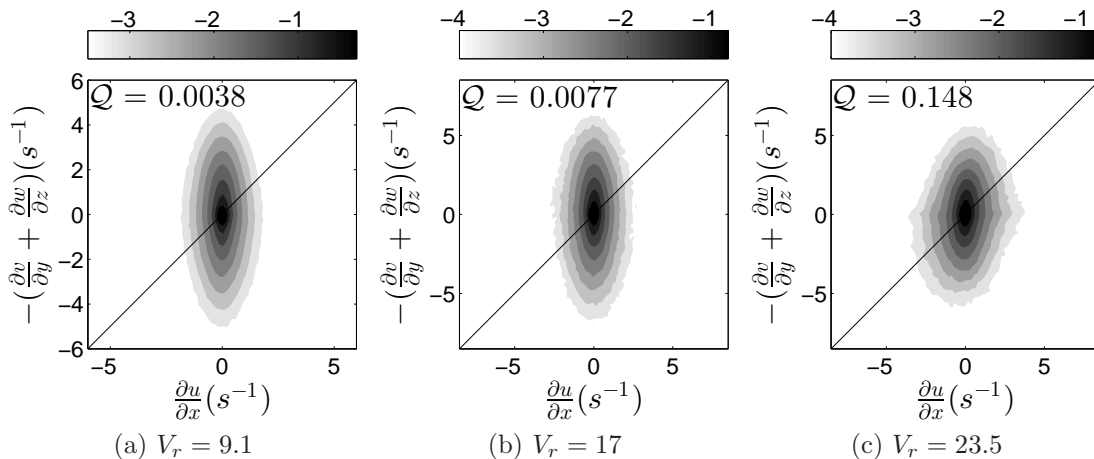 −3 −2 −1
−4 −3 −2 −1
−4 −3 −2 −1
Q = 0.0038
Q = 0.0077
Q = 0.148
6
4
2
0
−2
−4
−6
−(∂v/∂y + ∂w/∂z)(s⁻¹)
5
0
−5
−(∂v/∂y + ∂w/∂z)(s⁻¹)
5
0
−5
−(∂v/∂y + ∂w/∂z)(s⁻¹)
−5 0 5
−5 0 5
−5 0 5
∂u/∂x(s⁻¹)
∂u/∂x(s⁻¹)
∂u/∂x(s⁻¹)
(a) V_r = 9.1
(b) V_r = 17
(c) V_r = 23.5